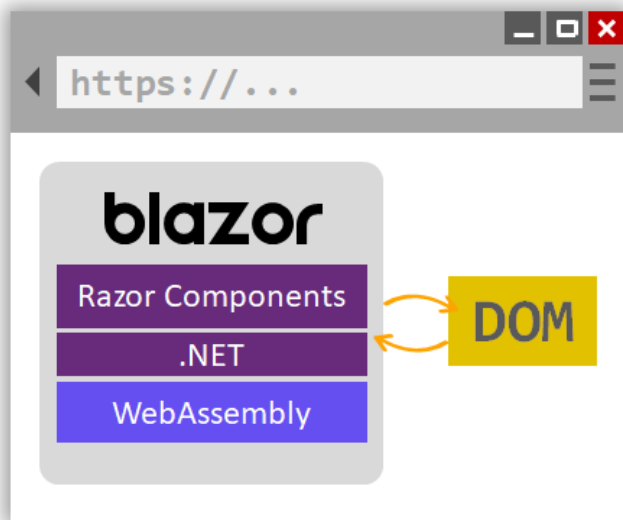 https://...
blazor
Razor Components
DOM
.NET
WebAssembly